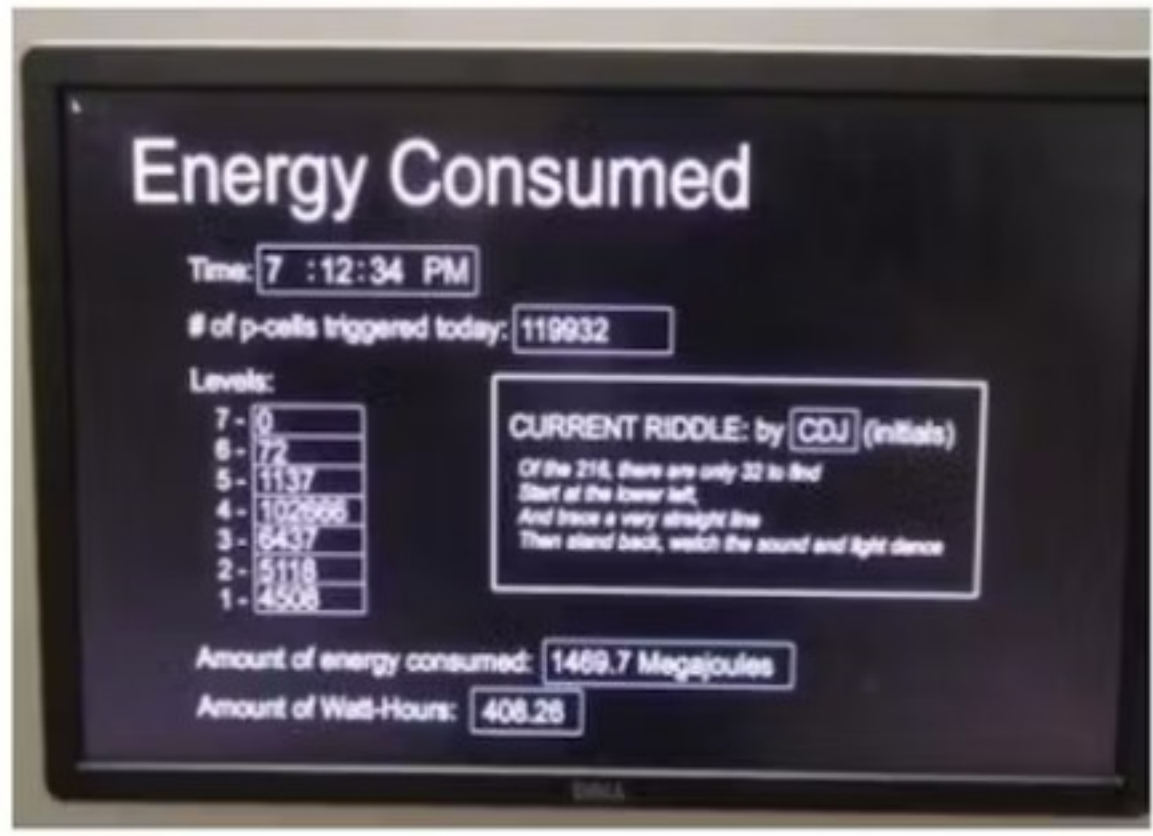 Energy Consumed
Time: 7 :12:34 PM
# of p-cells triggered today: 119932
Levels:
7 - 0
6 - 72
5 - 1137
4 - 102666
3 - 6437
2 - 5118
1 - 4508
CURRENT RIDDLE: by CDJ (initials)
Of the 216, there are only 32 to find
Start at the lower left,
And trace a very straight line
Then stand back, watch the sound and light dance
Amount of energy consumed: 1469.7 Megajoules
Amount of Watt-Hours: 408.26
DELL